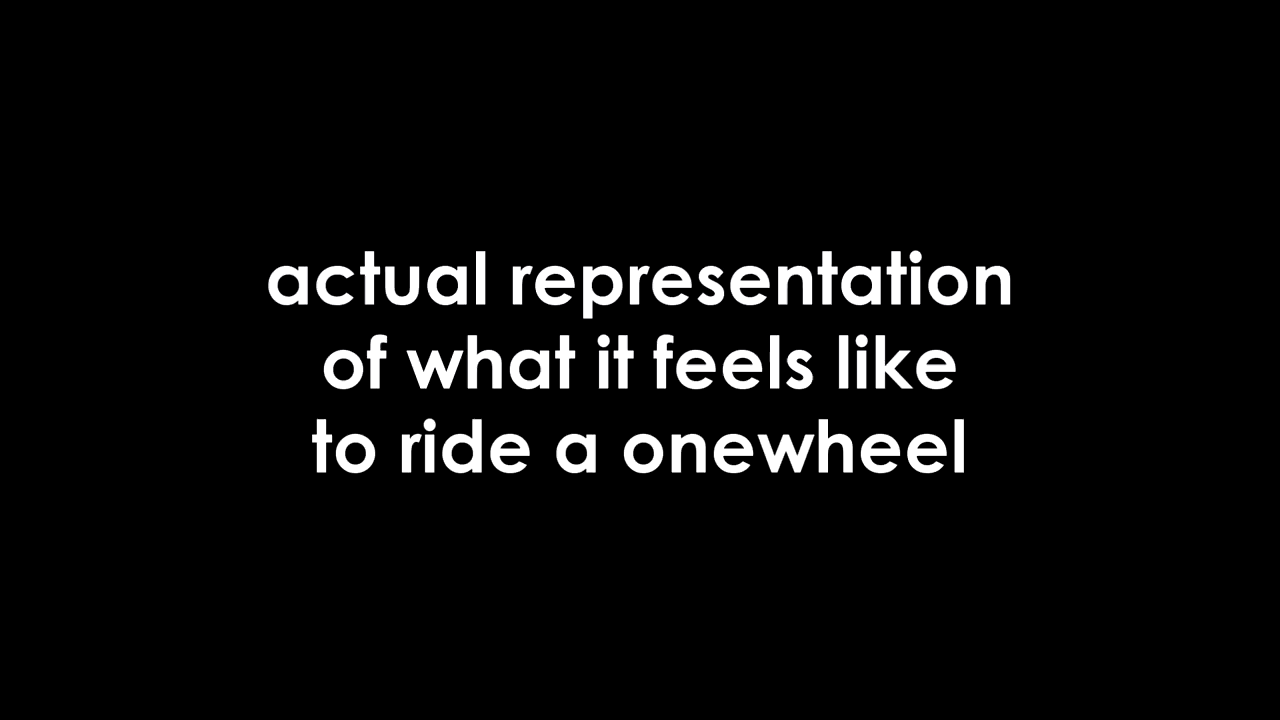 actual representation
of what it feels like
to ride a onewheel